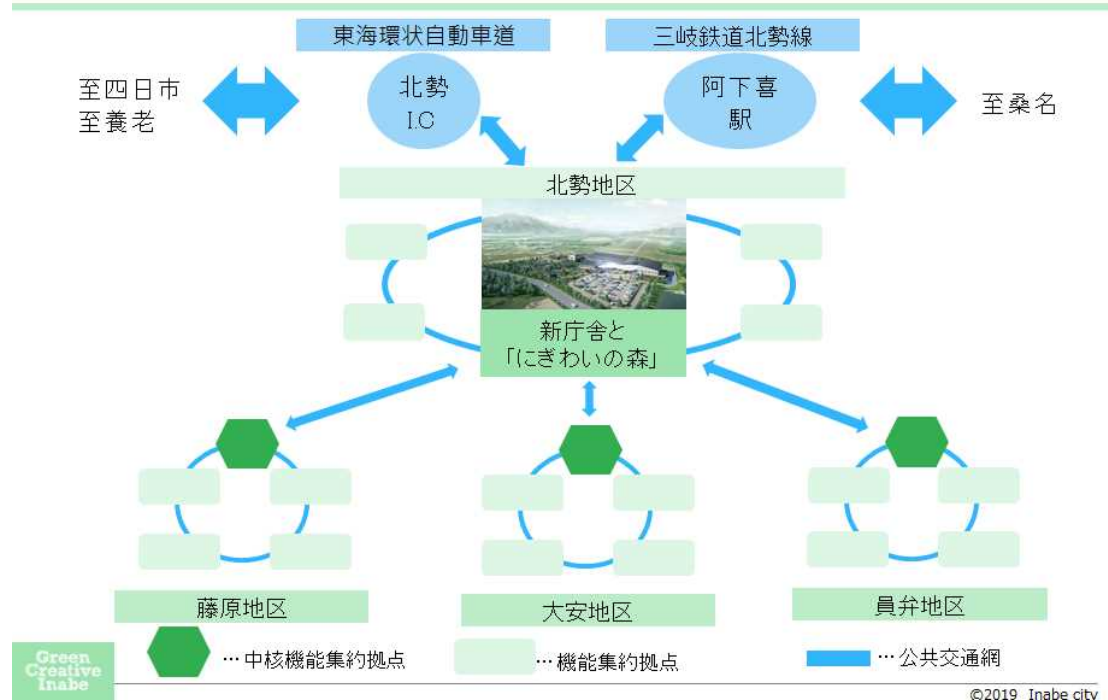 東海環状自動車道
三岐鉄道北勢線
至四日市
至養老
北勢
I.C
阿下喜
駅
至桑名
北勢地区
新庁舎と
「にぎわいの森」
藤原地区
大安地区
員弁地区
…中核機能集約拠点
…機能集約拠点
…公共交通網
Green
Creative
Inabe
©2019 Inabe city